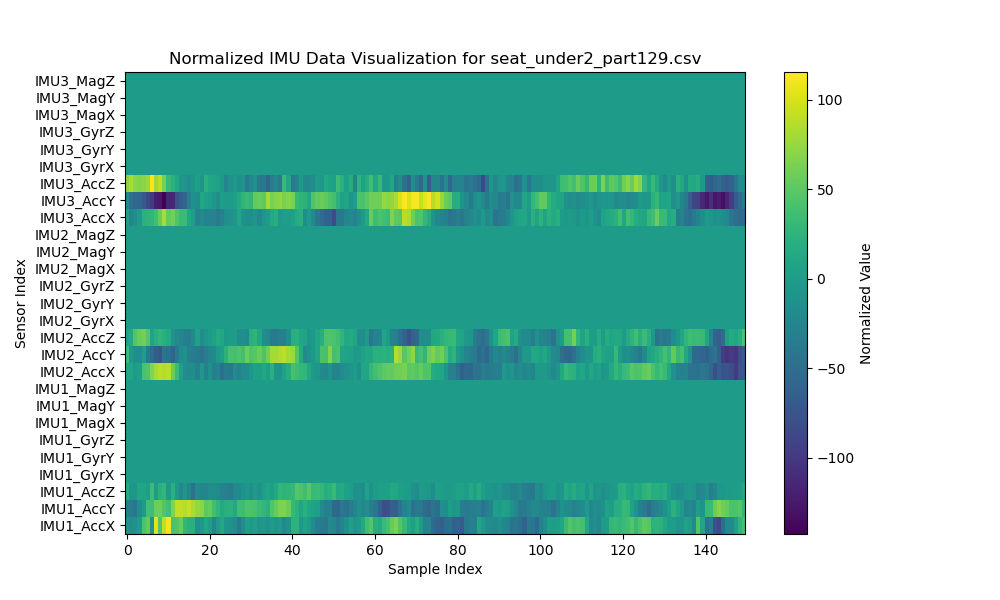 Normalized IMU Data Visualization for seat_under2_part129.csv
IMU3_MagZ
IMU3_MagY
IMU3_MagX
IMU3_GyrZ
IMU3_GyrY
IMU3_GyrX
IMU3_AccZ
IMU3_AccY
IMU3_AccX
IMU2_MagZ
IMU2_MagY
IMU2_MagX
IMU2_GyrZ
IMU2_GyrY
IMU2_GyrX
IMU2_AccZ
IMU2_AccY
IMU2_AccX
IMU1_MagZ
IMU1_MagY
IMU1_MagX
IMU1_GyrZ
IMU1_GyrY
IMU1_GyrX
IMU1_AccZ
IMU1_AccY
IMU1_AccX
Sensor Index
0 20 40 60 80 100 120 140
Sample Index
100
50
0
−50
−100
Normalized Value